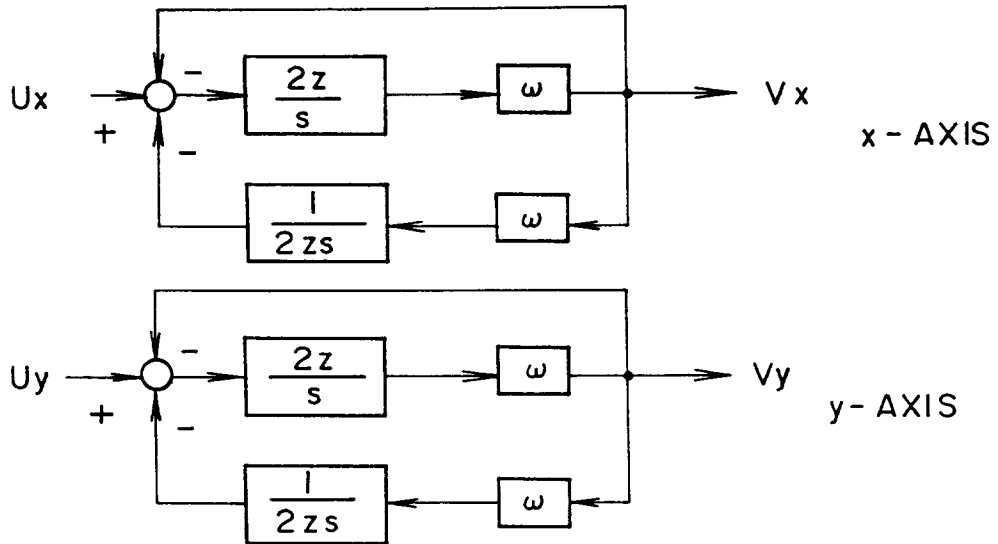 −
2z
s
ω
Ux
Vx
+
x - AXIS
−
1
2zs
ω
−
2z
s
ω
Uy
Vy
+
y - AXIS
−
1
2zs
ω